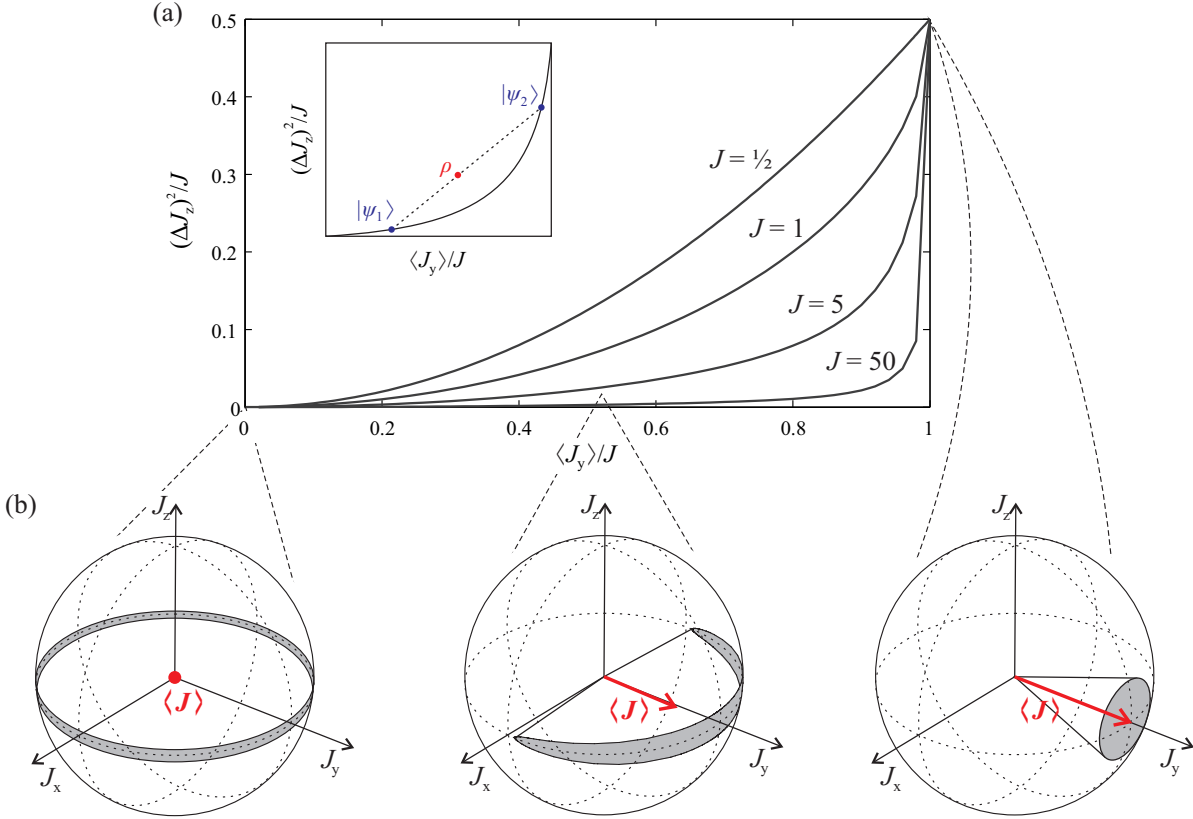 (a)
0.5
0.4
0.3
0.2
0.1
0
(ΔJz)²/J
0
0.2
0.4
0.6
0.8
1
⟨Jy⟩/J
J = ½
J = 1
J = 5
J = 50
(ΔJz)²/J
|ψ2⟩
ρ
|ψ1⟩
⟨Jy⟩/J
(b)
Jz
⟨J⟩
Jx
Jy
Jz
⟨J⟩
Jx
Jy
Jz
⟨J⟩
Jx
Jy